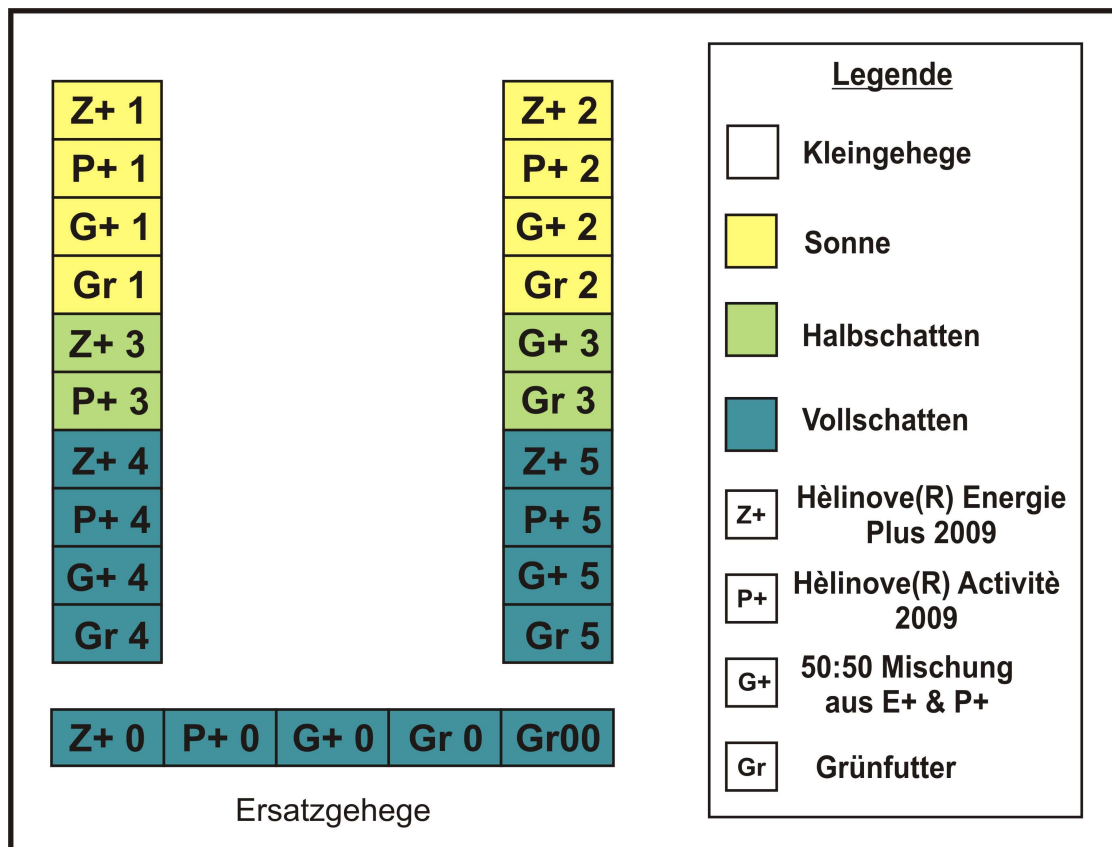 Z+ 1
P+ 1
G+ 1
Gr 1
Z+ 3
P+ 3
Z+ 4
P+ 4
G+ 4
Gr 4
Z+ 2
P+ 2
G+ 2
Gr 2
G+ 3
Gr 3
Z+ 5
P+ 5
G+ 5
Gr 5
Z+ 0 P+ 0 G+ 0 Gr 0 Gr00
Ersatzgehege
Legende
Kleingehege
Sonne
Halbschatten
Vollschatten
Z+ Hèlinove(R) Energie
Plus 2009
P+ Hèlinove(R) Activitè
2009
G+ 50:50 Mischung
aus E+ & P+
Gr Grünfutter